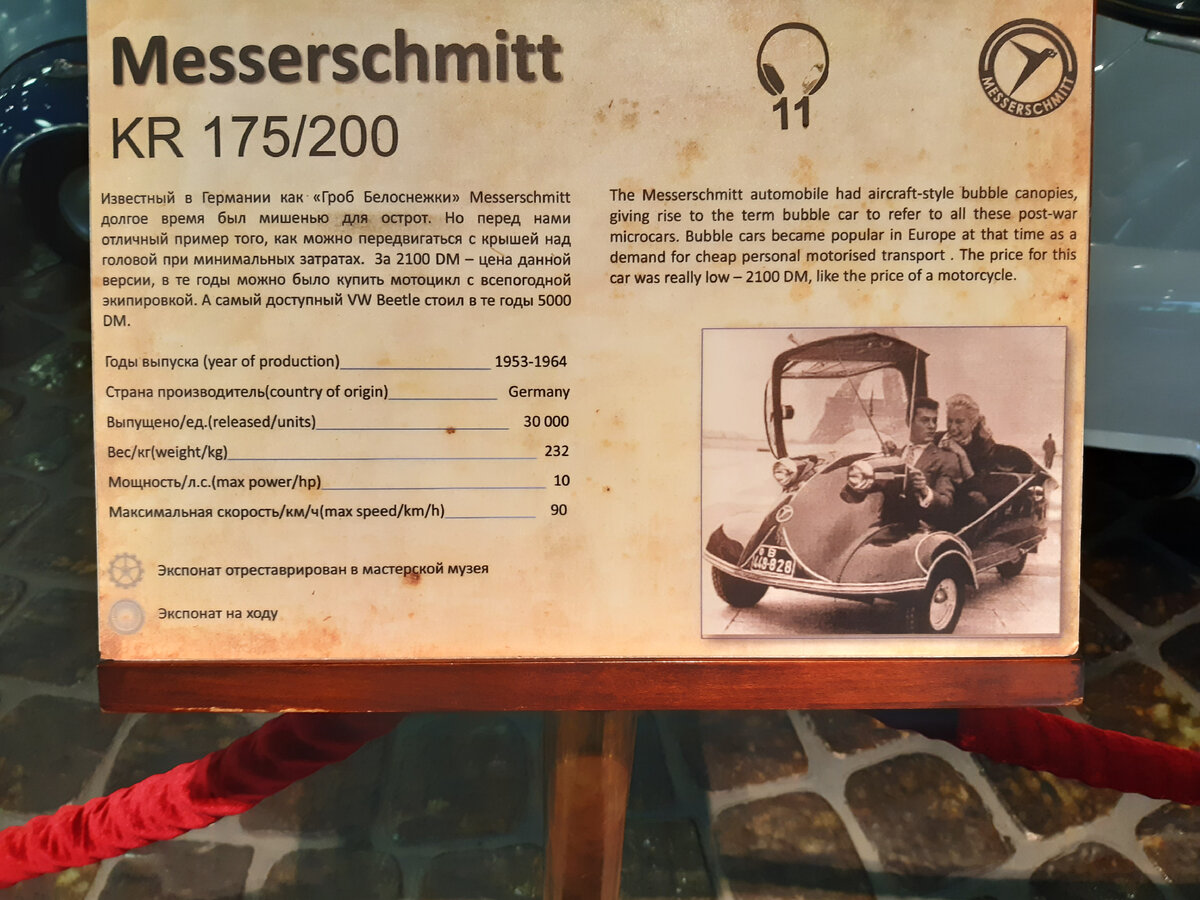 Messerschmitt
KR 175/200
11
MESSERSCHMITT
Известный в Германии как «Гроб Белоснежки» Messerschmitt
долгое время был мишенью для острот. Но перед нами
отличный пример того, как можно передвигаться с крышей над
головой при минимальных затратах. За 2100 DM – цена данной
версии, в те годы можно было купить мотоцикл с всепогодной
экипировкой. А самый доступный VW Beetle стоил в те годы 5000
DM.
The Messerschmitt automobile had aircraft-style bubble canopies,
giving rise to the term bubble car to refer to all these post-war
microcars. Bubble cars became popular in Europe at that time as a
demand for cheap personal motorised transport . The price for this
car was really low – 2100 DM, like the price of a motorcycle.
Годы выпуска (year of production) 1953-1964
Страна производитель(country of origin) Germany
Выпущено/ед.(released/units) 30 000
Вес/кг(weight/kg) 232
Мощность/л.с.(max power/hp) 10
Максимальная скорость/км/ч(max speed/km/h) 90
Экспонат отреставрирован в мастерской музея
Экспонат на ходу
B
448-828